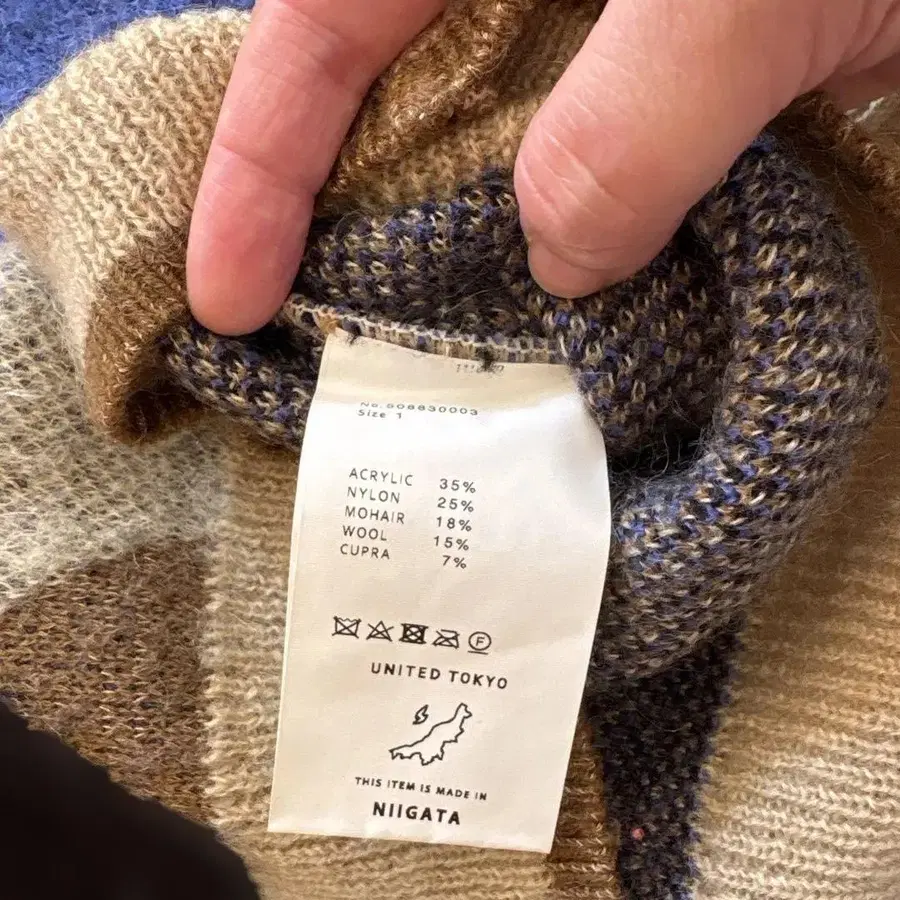 No.508630003
Size 1
ACRYLIC 35%
NYLON 25%
MOHAIR 18%
WOOL 15%
CUPRA 7%
F
UNITED TOKYO
THIS ITEM IS MADE IN
NIIGATA